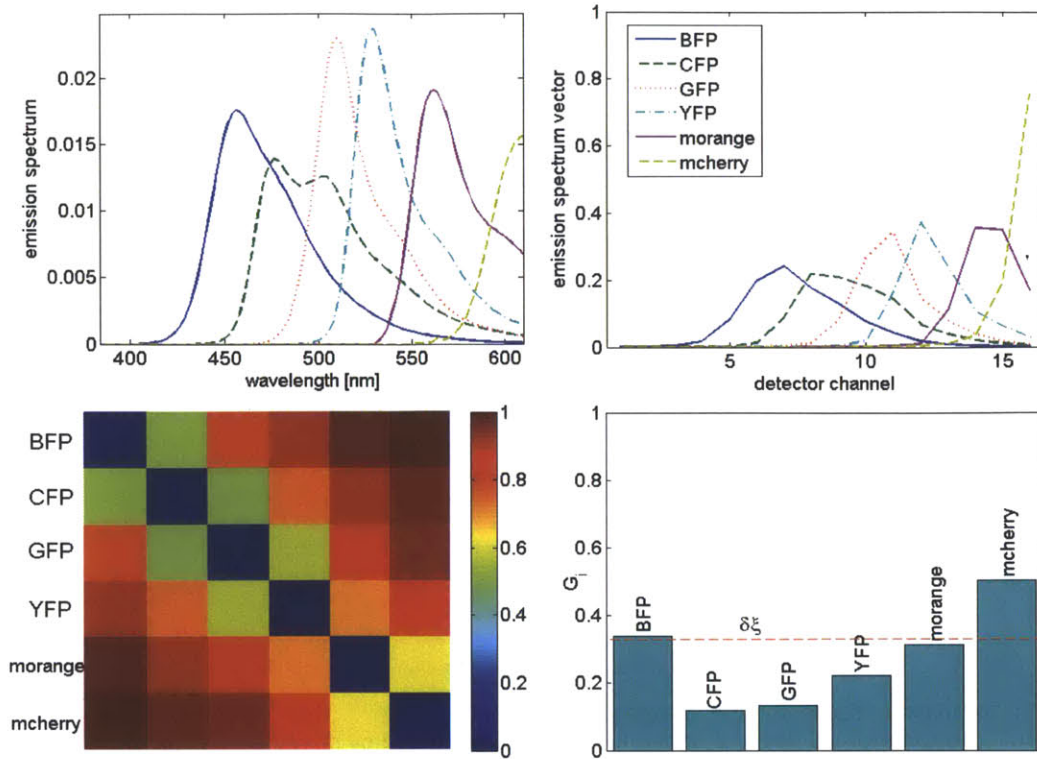 emission spectrum
0.02
0.015
0.01
0.005
0
400
450
500
550
600
wavelength [nm]
emission spectrum vector
1
0.8
0.6
0.4
0.2
0
BFP
CFP
GFP
YFP
morange
mcherry
5
10
15
detector channel
BFP
CFP
GFP
YFP
morange
mcherry
1
0.8
0.6
0.4
0.2
0
G_i
1
0.8
0.6
0.4
0.2
0
BFP
CFP
GFP
YFP
morange
mcherry
δξ